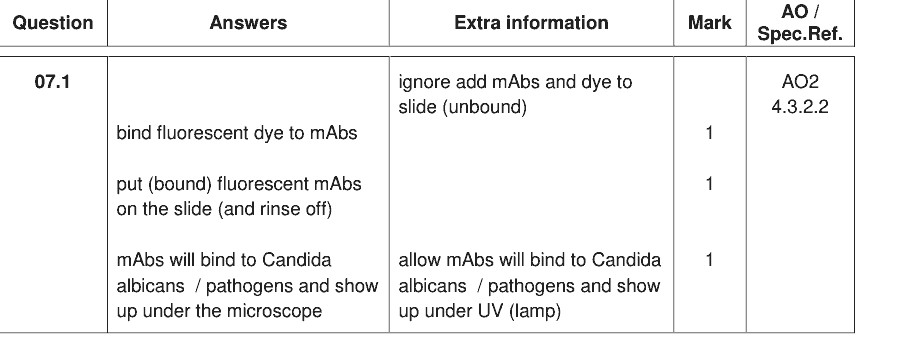 Question Answers Extra information Mark AO /
Spec.Ref.
07.1 ignore add mAbs and dye to AO2
slide (unbound) 4.3.2.2
bind fluorescent dye to mAbs 1
put (bound) fluorescent mAbs 1
on the slide (and rinse off)
mAbs will bind to Candida allow mAbs will bind to Candida 1
albicans / pathogens and show albicans / pathogens and show
up under the microscope up under UV (lamp)